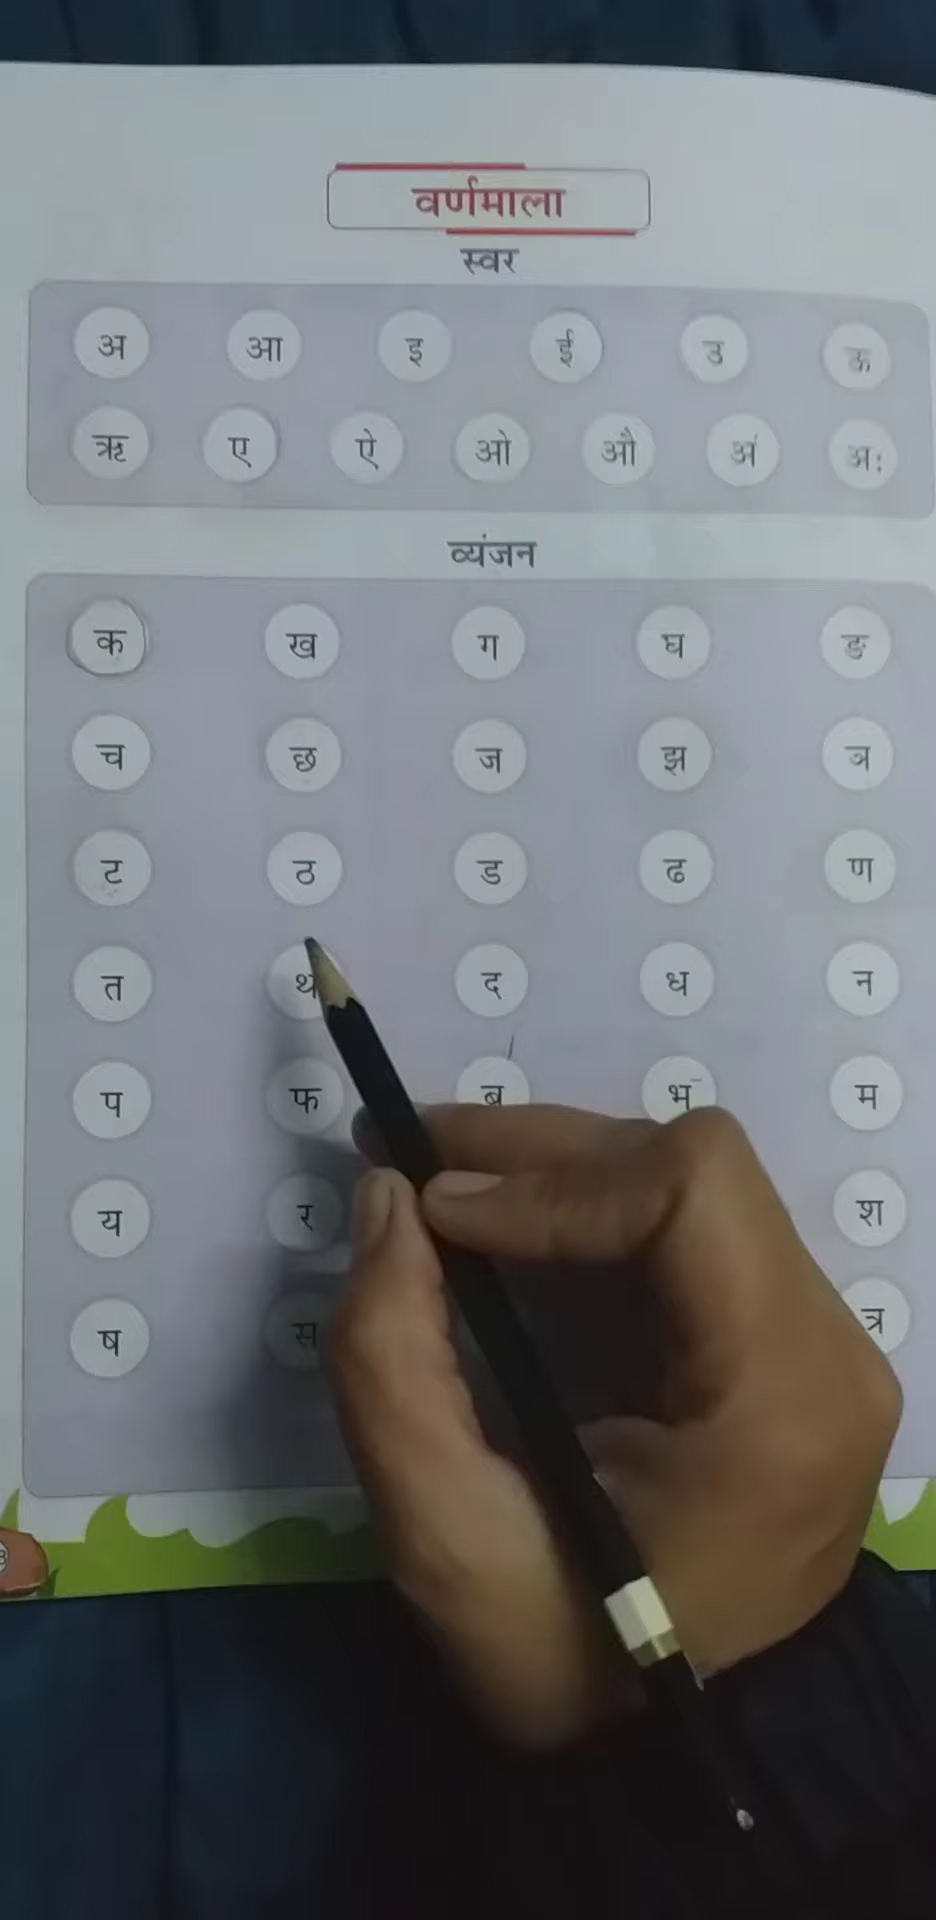 वर्णमाला
स्वर
अ आ इ ई उ ऊ
ऋ ए ऐ ओ औ अं अः
व्यंजन
क ख ग घ ङ
च छ ज झ ञ
ट ठ ड ढ ण
त थ द ध न
प फ ब भ म
य र श
ष स त्र